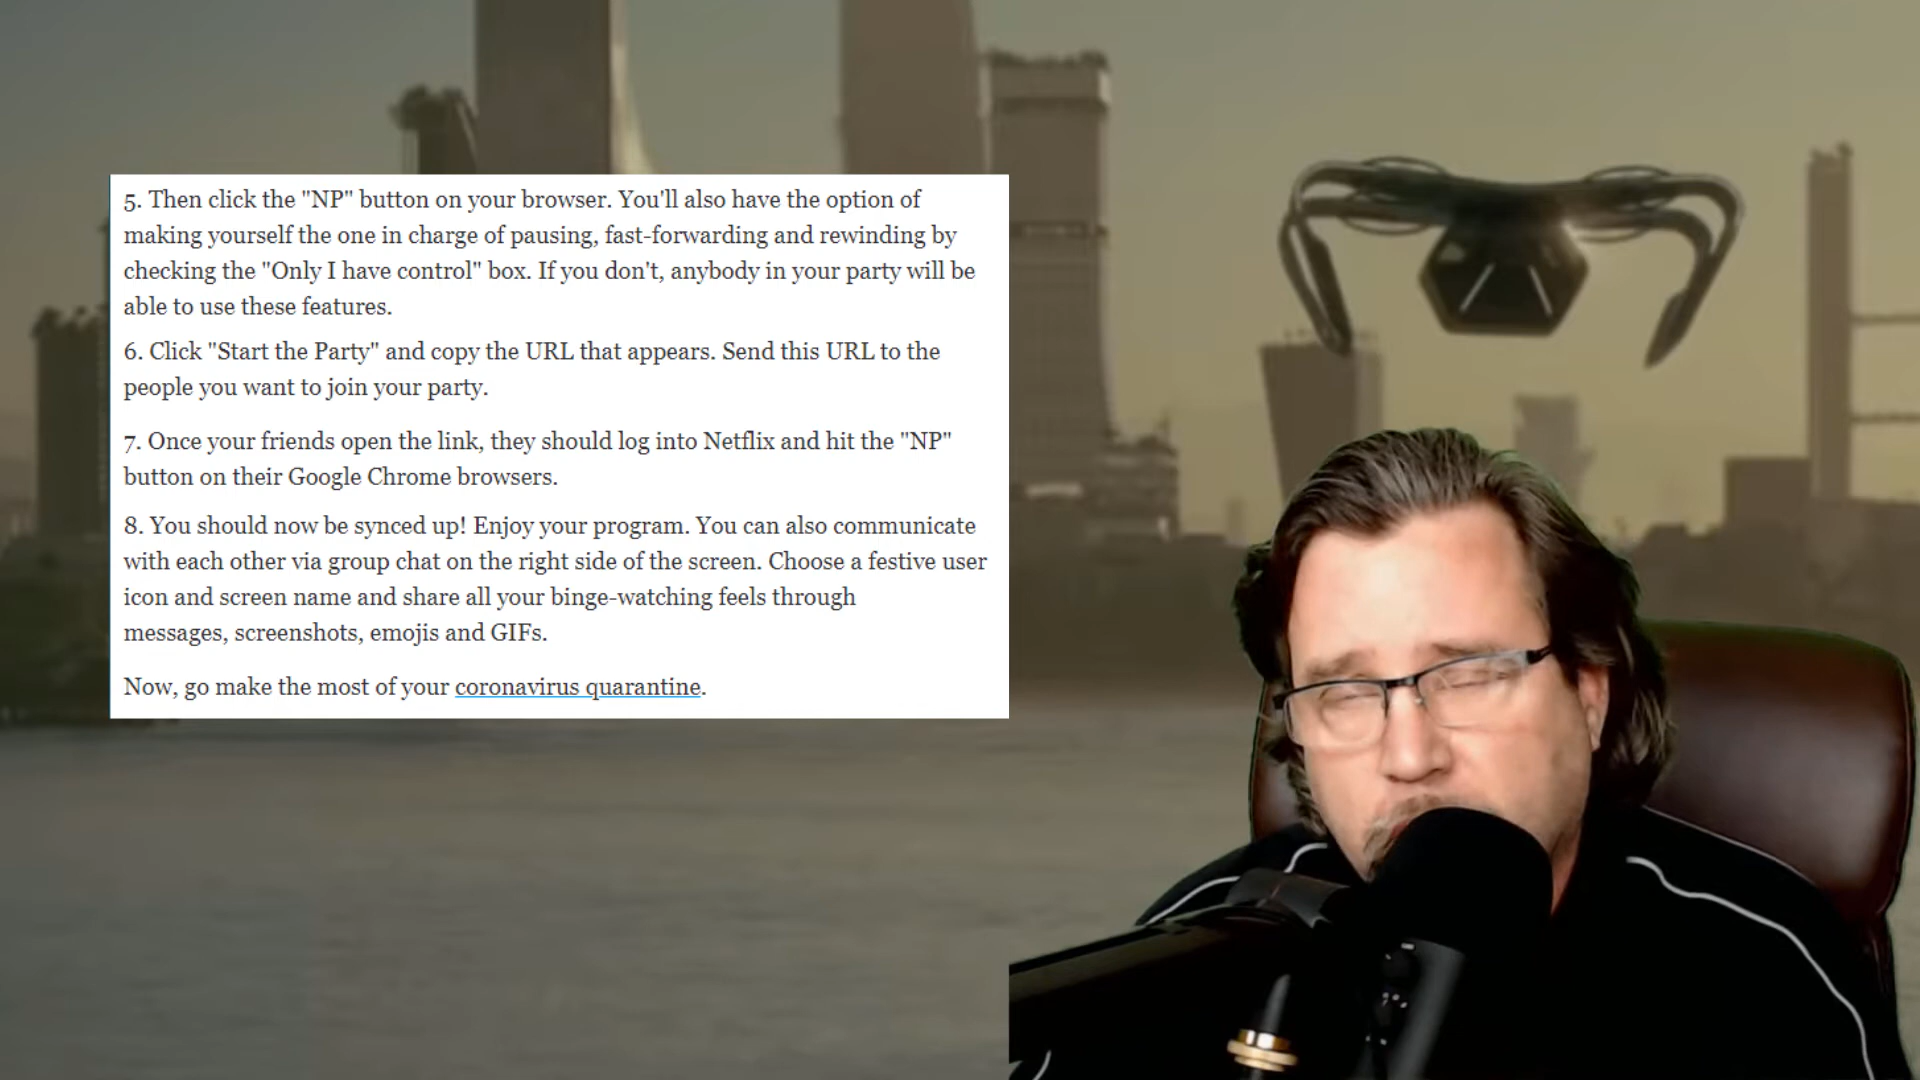 5. Then click the "NP" button on your browser. You'll also have the option of
making yourself the one in charge of pausing, fast-forwarding and rewinding by
checking the "Only I have control" box. If you don't, anybody in your party will be
able to use these features.
6. Click "Start the Party" and copy the URL that appears. Send this URL to the
people you want to join your party.
7. Once your friends open the link, they should log into Netflix and hit the "NP"
button on their Google Chrome browsers.
8. You should now be synced up! Enjoy your program. You can also communicate
with each other via group chat on the right side of the screen. Choose a festive user
icon and screen name and share all your binge-watching feels through
messages, screenshots, emojis and GIFs.
Now, go make the most of your coronavirus quarantine.